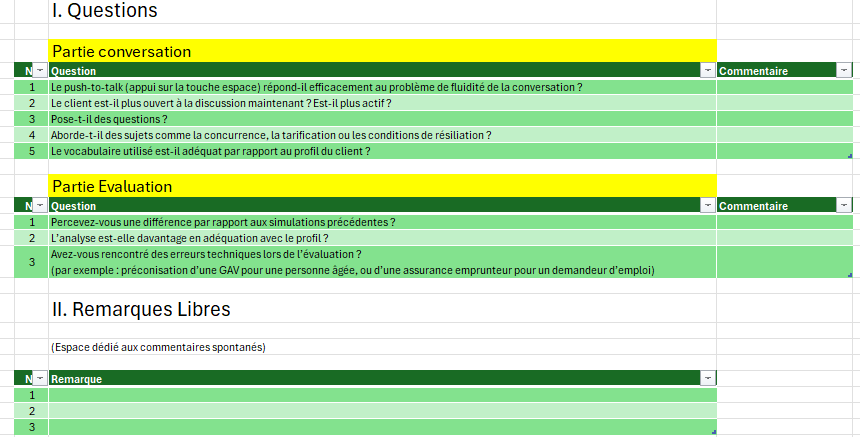 I. Questions
Partie conversation
N Question Commentaire
1 Le push-to-talk (appui sur la touche espace) répond-il efficacement au problème de fluidité de la conversation ?
2 Le client est-il plus ouvert à la discussion maintenant ? Est-il plus actif ?
3 Pose-t-il des questions ?
4 Aborde-t-il des sujets comme la concurrence, la tarification ou les conditions de résiliation ?
5 Le vocabulaire utilisé est-il adéquat par rapport au profil du client ?
Partie Evaluation
N Question Commentaire
1 Percevez-vous une différence par rapport aux simulations précédentes ?
2 L'analyse est-elle davantage en adéquation avec le profil ?
3 Avez-vous rencontré des erreurs techniques lors de l'évaluation ?
(par exemple : préconisation d'une GAV pour une personne âgée, ou d'une assurance emprunteur pour un demandeur d'emploi)
II. Remarques Libres
(Espace dédié aux commentaires spontanés)
N Remarque
1
2
3